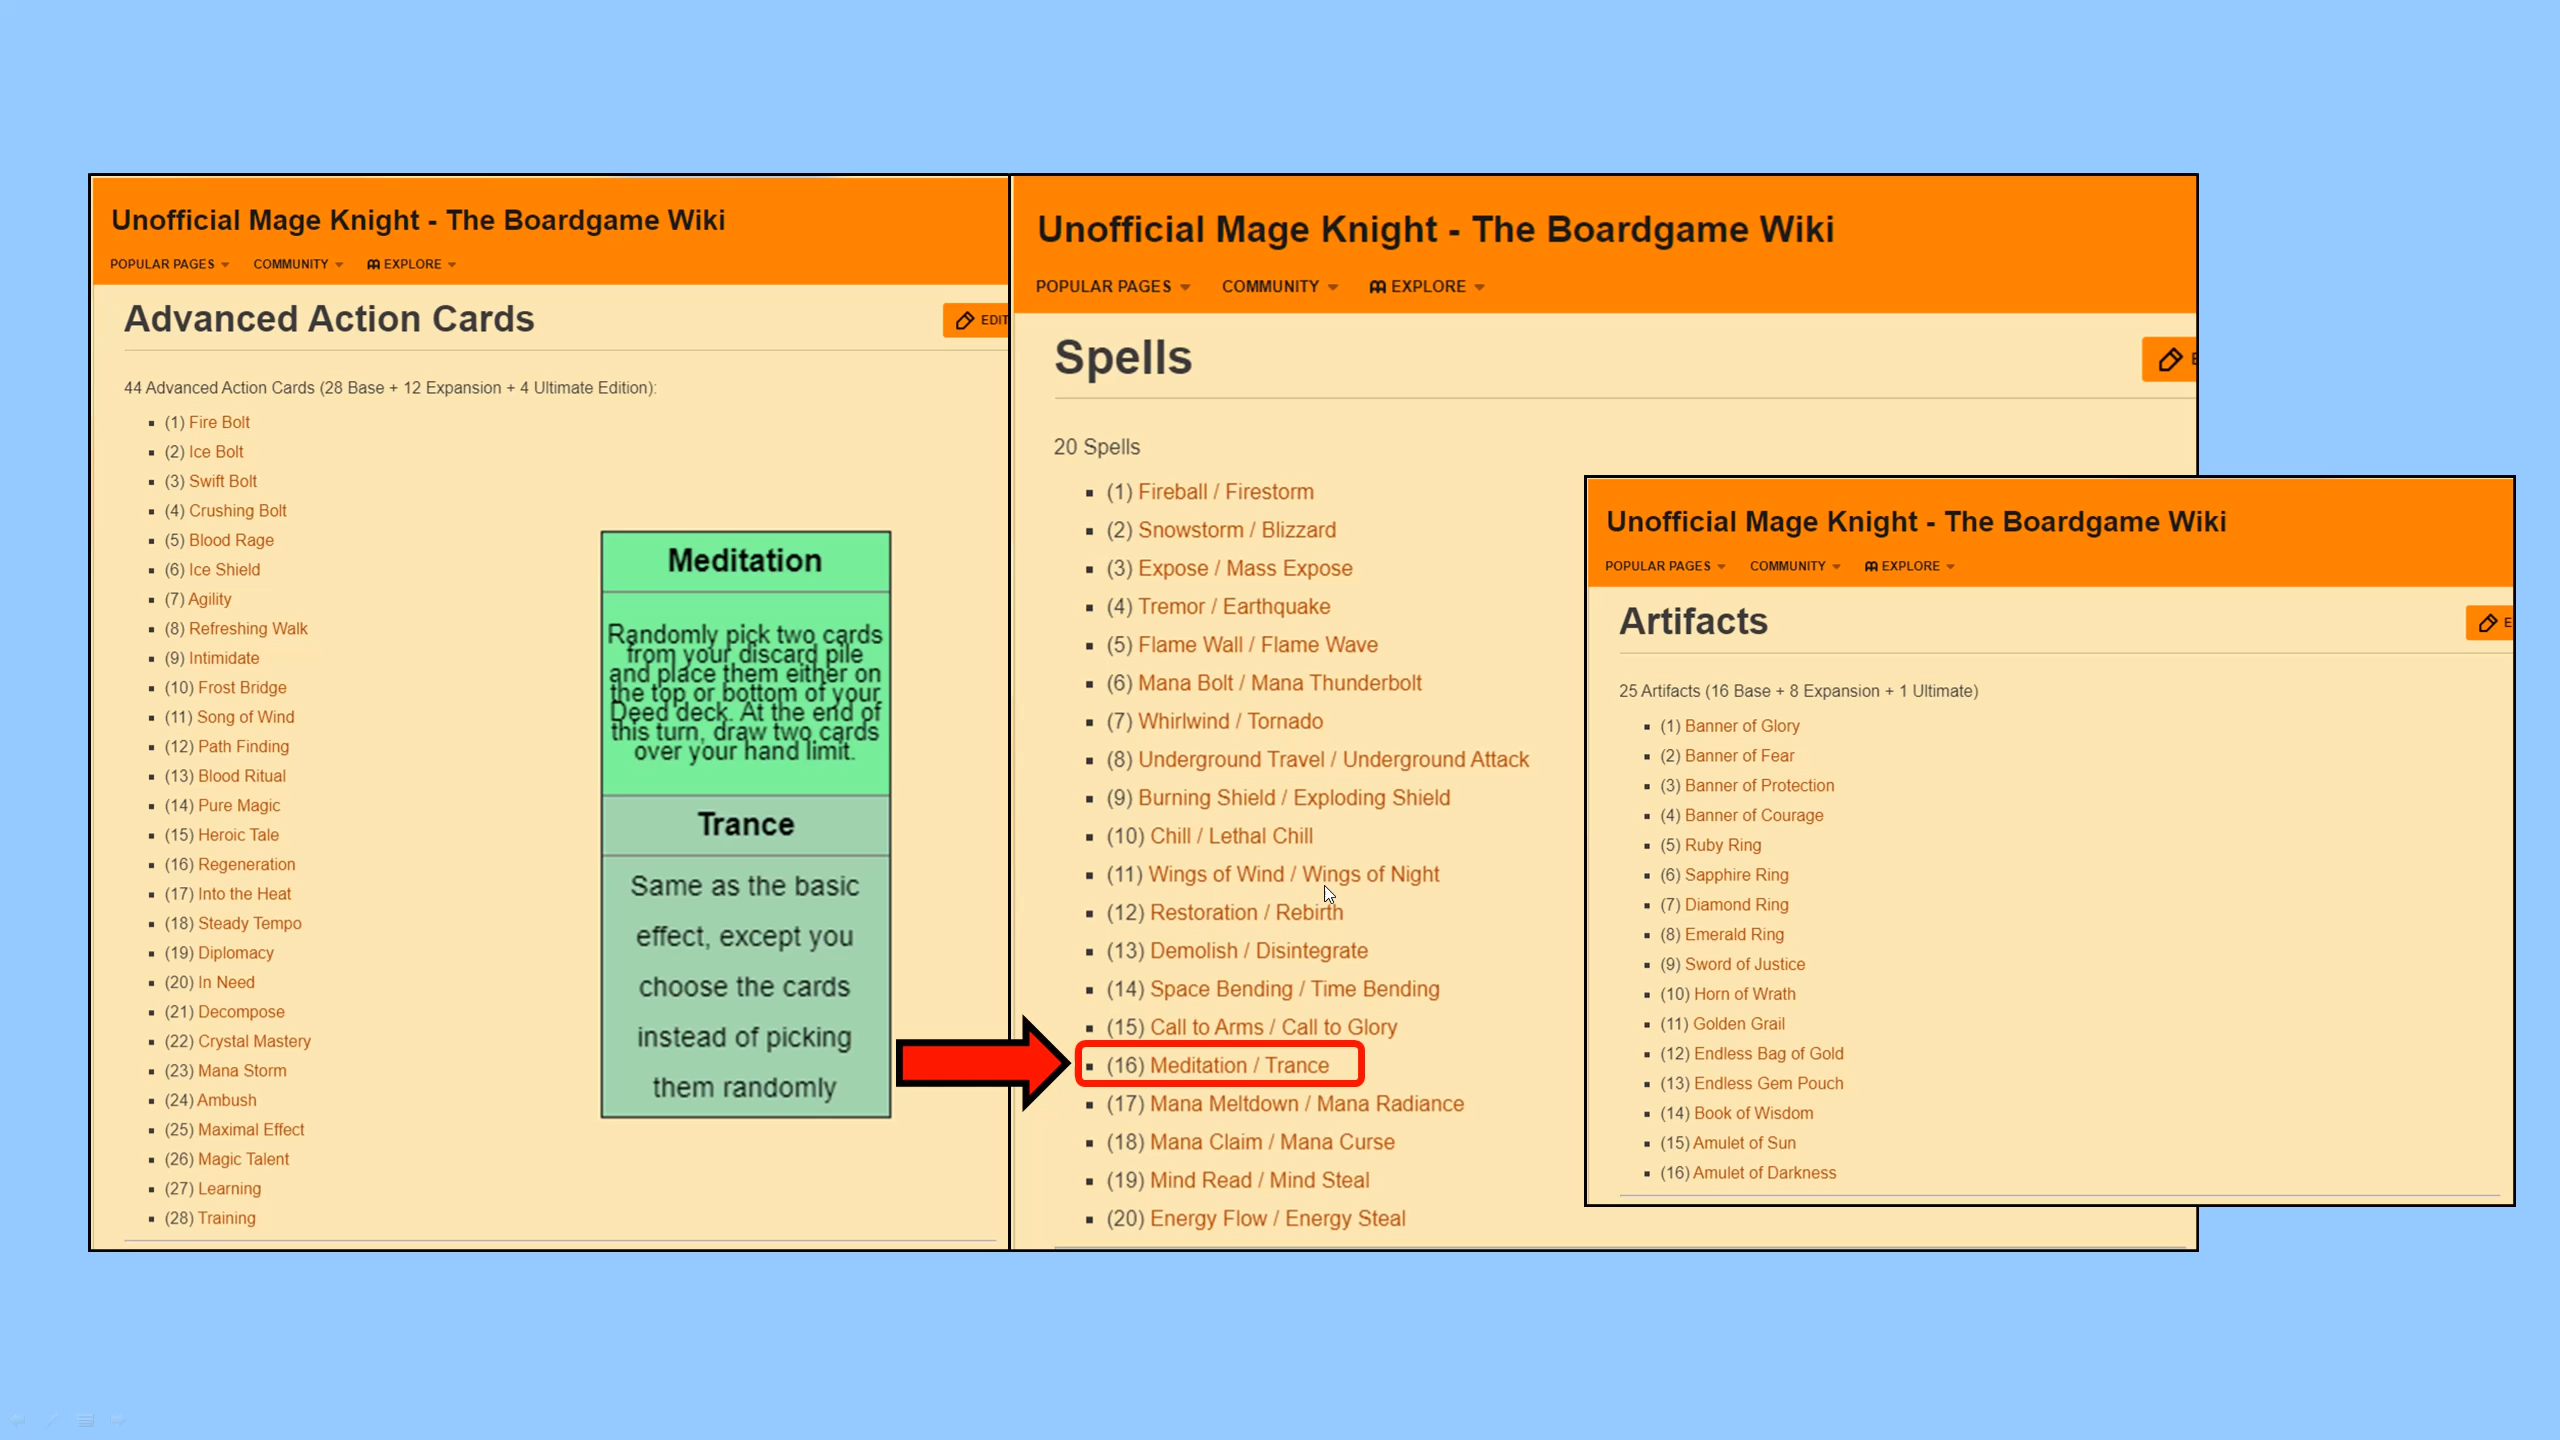 Unofficial Mage Knight - The Boardgame Wiki
POPULAR PAGES
COMMUNITY
EXPLORE
Advanced Action Cards
EDIT
44 Advanced Action Cards (28 Base + 12 Expansion + 4 Ultimate Edition):
(1) Fire Bolt
(2) Ice Bolt
(3) Swift Bolt
(4) Crushing Bolt
(5) Blood Rage
(6) Ice Shield
(7) Agility
(8) Refreshing Walk
(9) Intimidate
(10) Frost Bridge
(11) Song of Wind
(12) Path Finding
(13) Blood Ritual
(14) Pure Magic
(15) Heroic Tale
(16) Regeneration
(17) Into the Heat
(18) Steady Tempo
(19) Diplomacy
(20) In Need
(21) Decompose
(22) Crystal Mastery
(23) Mana Storm
(24) Ambush
(25) Maximal Effect
(26) Magic Talent
(27) Learning
(28) Training
Meditation
Randomly pick two cards
from your discard pile
and place them either on
the top or bottom of your
Deed deck. At the end of
this turn, draw two cards
over your hand limit.
Trance
Same as the basic
effect, except you
choose the cards
instead of picking
them randomly
Unofficial Mage Knight - The Boardgame Wiki
POPULAR PAGES
COMMUNITY
EXPLORE
Spells
E
20 Spells
(1) Fireball / Firestorm
(2) Snowstorm / Blizzard
(3) Expose / Mass Expose
(4) Tremor / Earthquake
(5) Flame Wall / Flame Wave
(6) Mana Bolt / Mana Thunderbolt
(7) Whirlwind / Tornado
(8) Underground Travel / Underground Attack
(9) Burning Shield / Exploding Shield
(10) Chill / Lethal Chill
(11) Wings of Wind / Wings of Night
(12) Restoration / Rebirth
(13) Demolish / Disintegrate
(14) Space Bending / Time Bending
(15) Call to Arms / Call to Glory
(16) Meditation / Trance
(17) Mana Meltdown / Mana Radiance
(18) Mana Claim / Mana Curse
(19) Mind Read / Mind Steal
(20) Energy Flow / Energy Steal
Unofficial Mage Knight - The Boardgame Wiki
POPULAR PAGES
COMMUNITY
EXPLORE
Artifacts
E
25 Artifacts (16 Base + 8 Expansion + 1 Ultimate)
(1) Banner of Glory
(2) Banner of Fear
(3) Banner of Protection
(4) Banner of Courage
(5) Ruby Ring
(6) Sapphire Ring
(7) Diamond Ring
(8) Emerald Ring
(9) Sword of Justice
(10) Horn of Wrath
(11) Golden Grail
(12) Endless Bag of Gold
(13) Endless Gem Pouch
(14) Book of Wisdom
(15) Amulet of Sun
(16) Amulet of Darkness